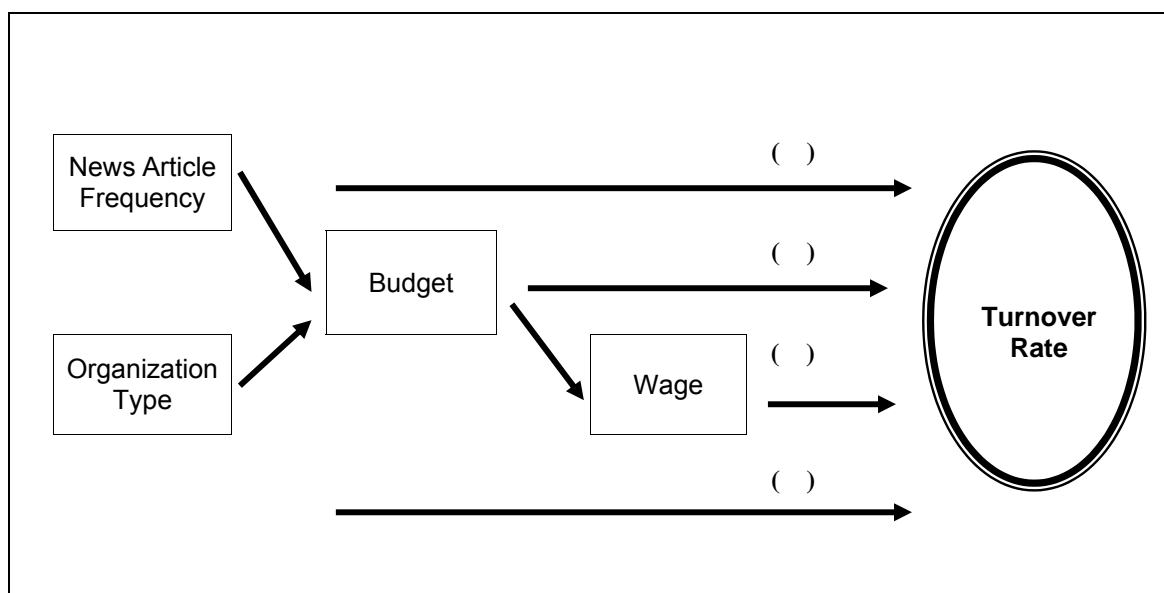 News Article
Frequency
( )
( )
Budget
Turnover
Rate
Organization
Type
( )
Wage
( )